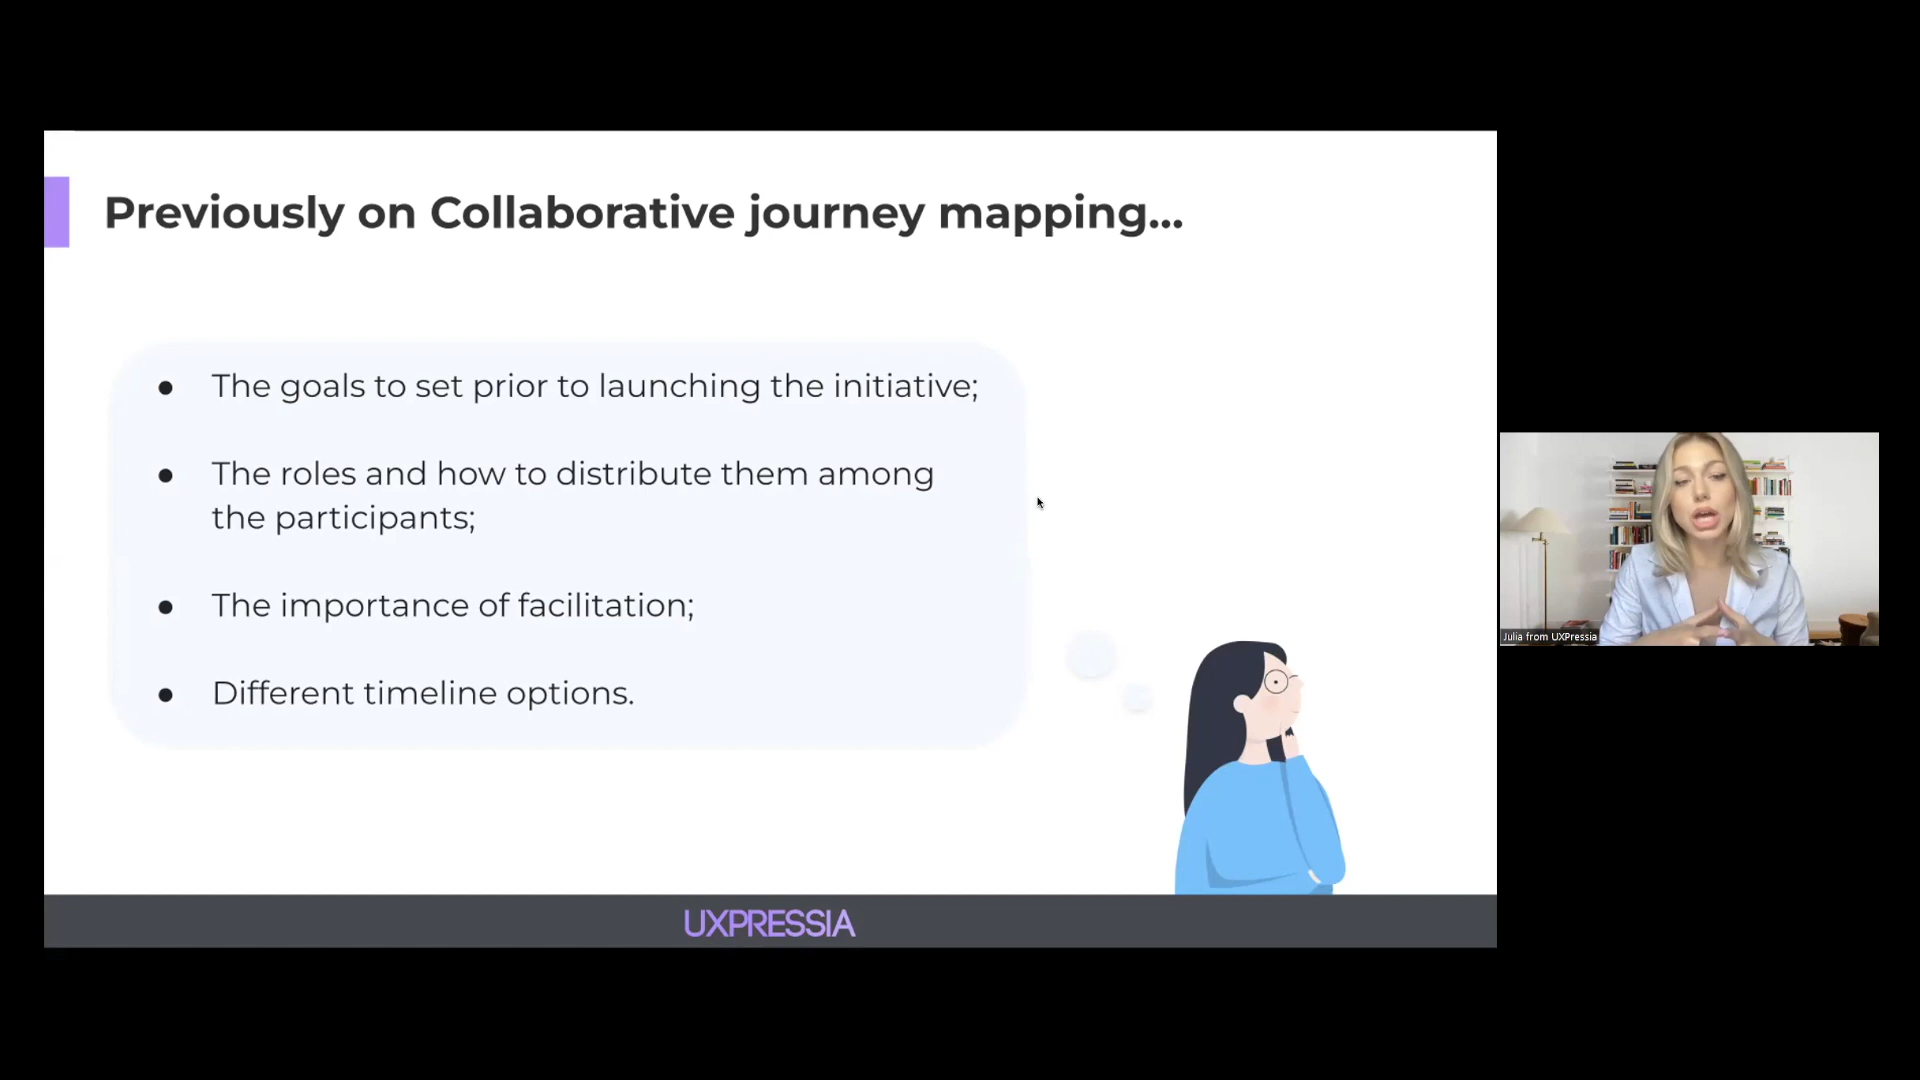 Previously on Collaborative journey mapping...
● The goals to set prior to launching the initiative;
● The roles and how to distribute them among
the participants;
● The importance of facilitation;
● Different timeline options.
Julia from UXPressia
UXPRESSIA